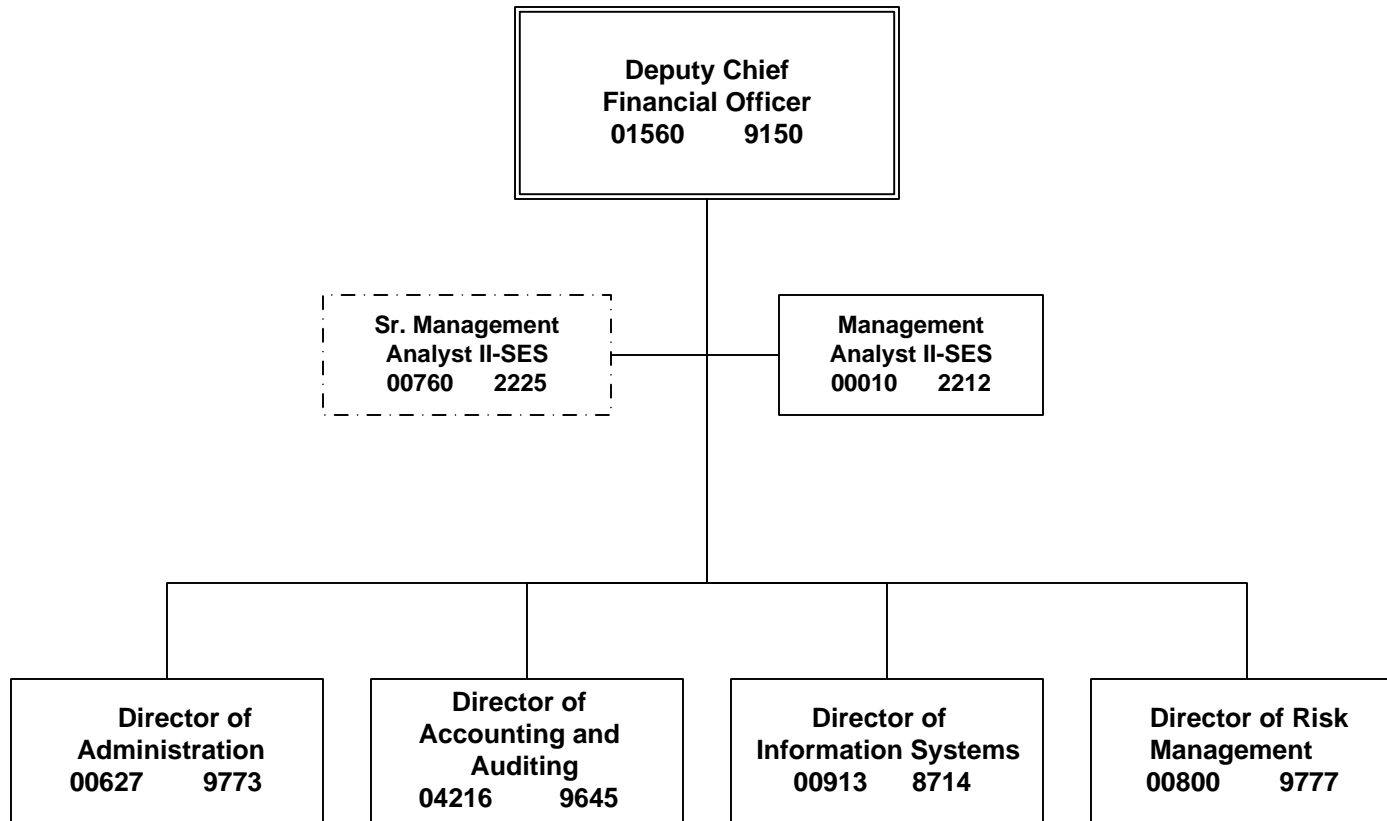 Deputy Chief
Financial Officer
01560 9150
Sr. Management
Analyst II-SES
00760 2225
Management
Analyst II-SES
00010 2212
Director of
Administration
00627 9773
Director of
Accounting and
Auditing
04216 9645
Director of
Information Systems
00913 8714
Director of Risk
Management
00800 9777